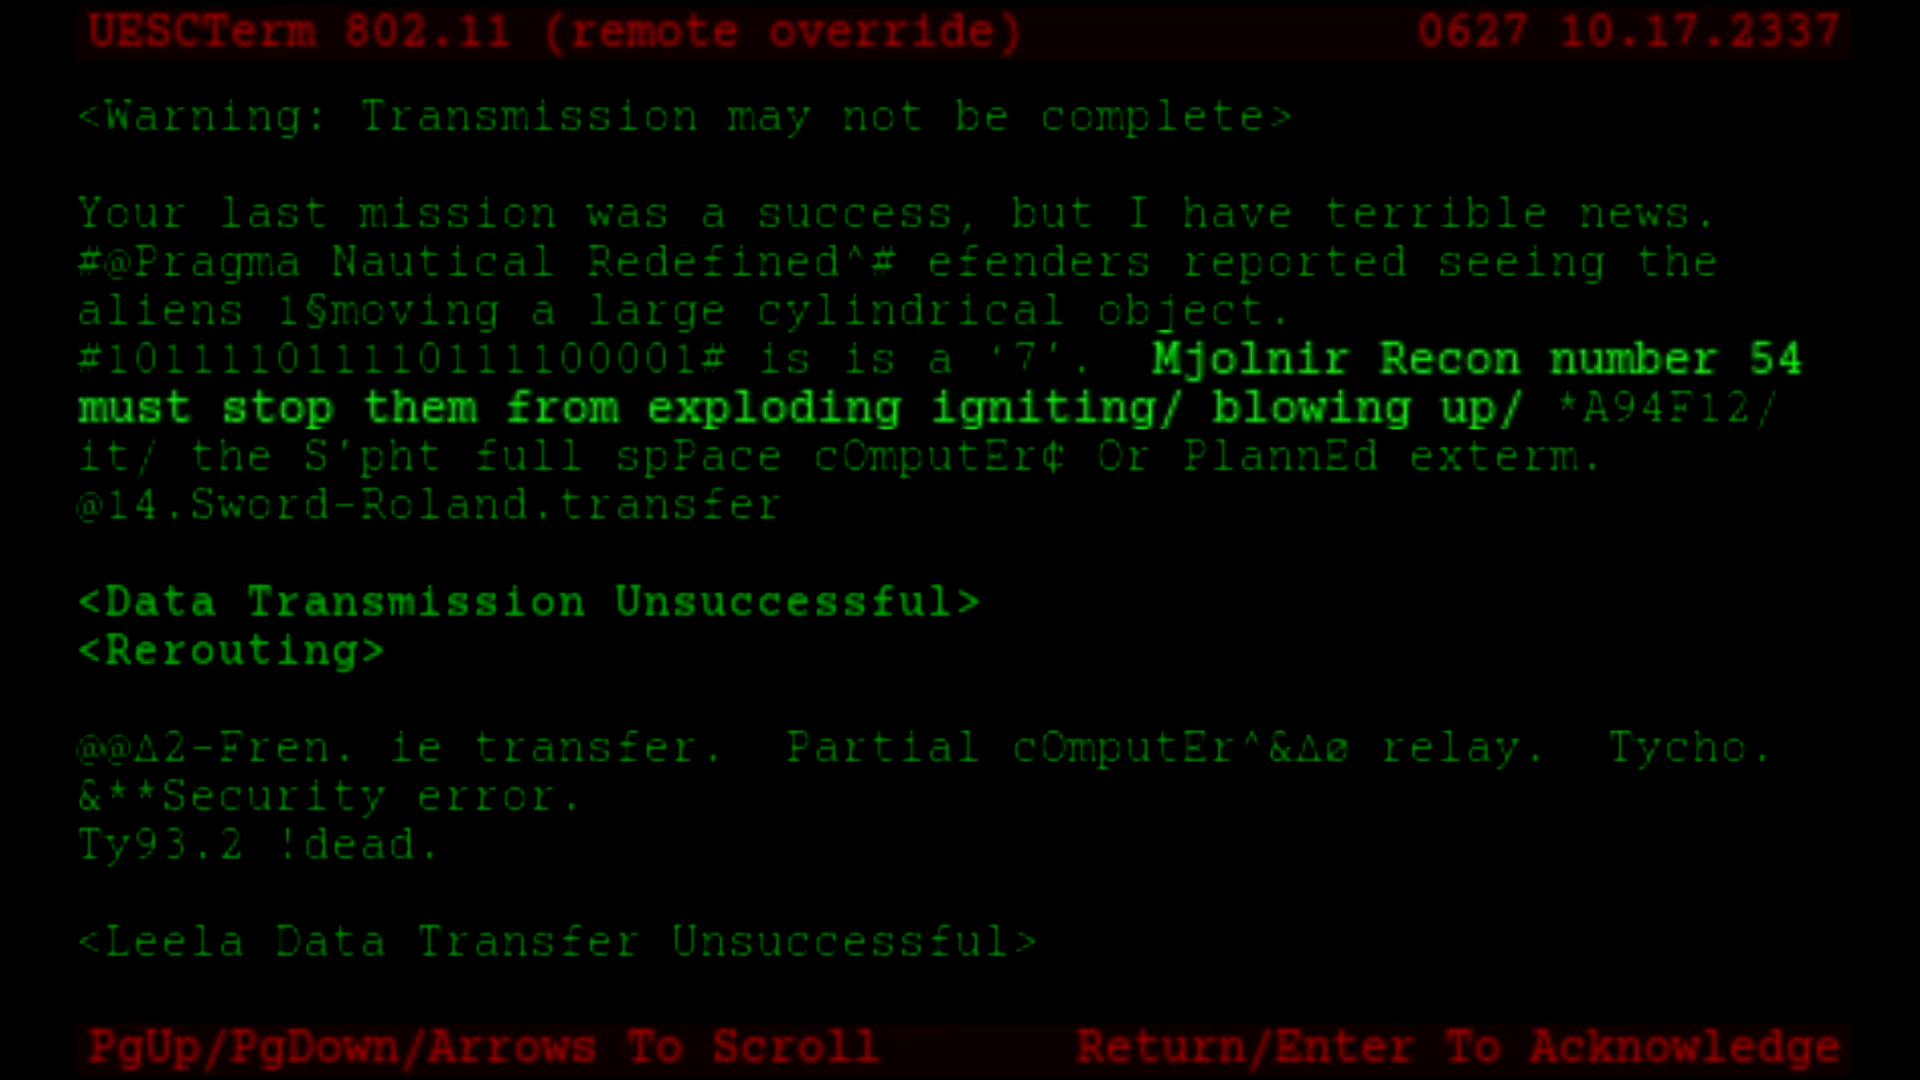 UESCTerm 802.11 (remote override) 0627 10.17.2337
<Warning: Transmission may not be complete>
Your last mission was a success, but I have terrible news.
#@Pragma Nautical Redefined^# efenders reported seeing the
aliens 1§moving a large cylindrical object.
#1011110111110111100001# is is a ‘7’.  Mjolnir Recon number 54
must stop them from exploding igniting/ blowing up/ *A94F12/
it/ the S’pht full spPace cOmputEr¢ Or PlannEd exterm.
@14.Sword-Roland.transfer
<Data Transmission Unsuccessful>
<Rerouting>
@@∆2-Fren. ie transfer.  Partial cOmputEr^&∆ø relay.  Tycho.
&**Security error.
Ty93.2 !dead.
<Leela Data Transfer Unsuccessful>
PgUp/PgDown/Arrows To Scroll Return/Enter To Acknowledge